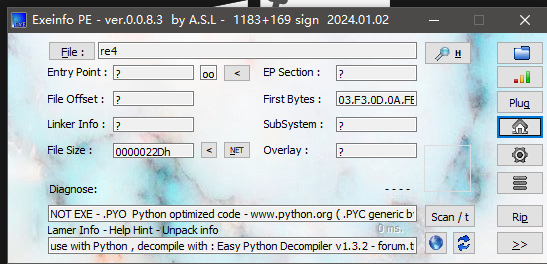 Exeinfo PE - ver.0.0.8.3 by A.S.L - 1183+169 sign 2024.01.02
File : re4 H
Entry Point : ? oo < EP Section : ?
File Offset : ? First Bytes : 03.F3.0D.0A.FE
Linker Info : ? SubSystem : ?
File Size : 0000022Dh < NET Overlay : ?
Plug
Diagnose: ----
NOT EXE - .PYO Python optimized code - www.python.org ( .PYC generic by
Scan / t Rip
Lamer Info - Help Hint - Unpack info 0 ms.
use with Python , decompile with : Easy Python Decompiler v1.3.2 - forum.t
>>